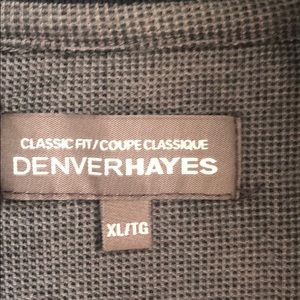 CLASSIC FIT/COUPE CLASSIQUE
DENVERHAYES
XL/TG